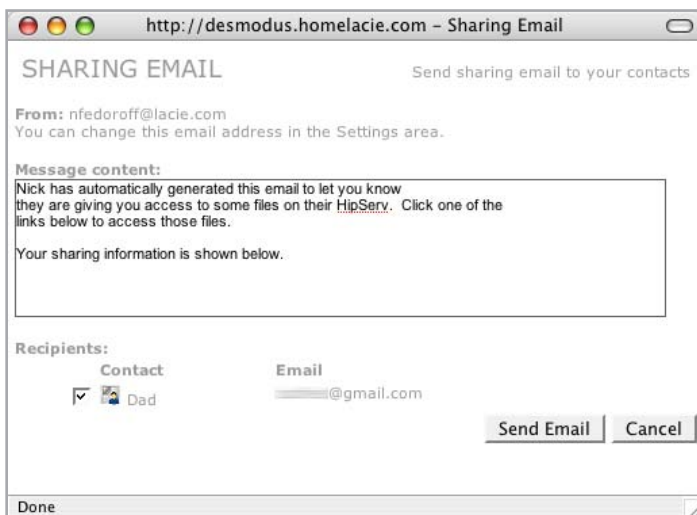 http://desmodus.homelacie.com – Sharing Email
SHARING EMAIL
Send sharing email to your contacts
From: nfedoroff@lacie.com
You can change this email address in the Settings area.
Message content:
Nick has automatically generated this email to let you know
they are giving you access to some files on their HipServ. Click one of the
links below to access those files.
Your sharing information is shown below.
Recipients:
Contact Email
Dad @gmail.com
Send Email Cancel
Done